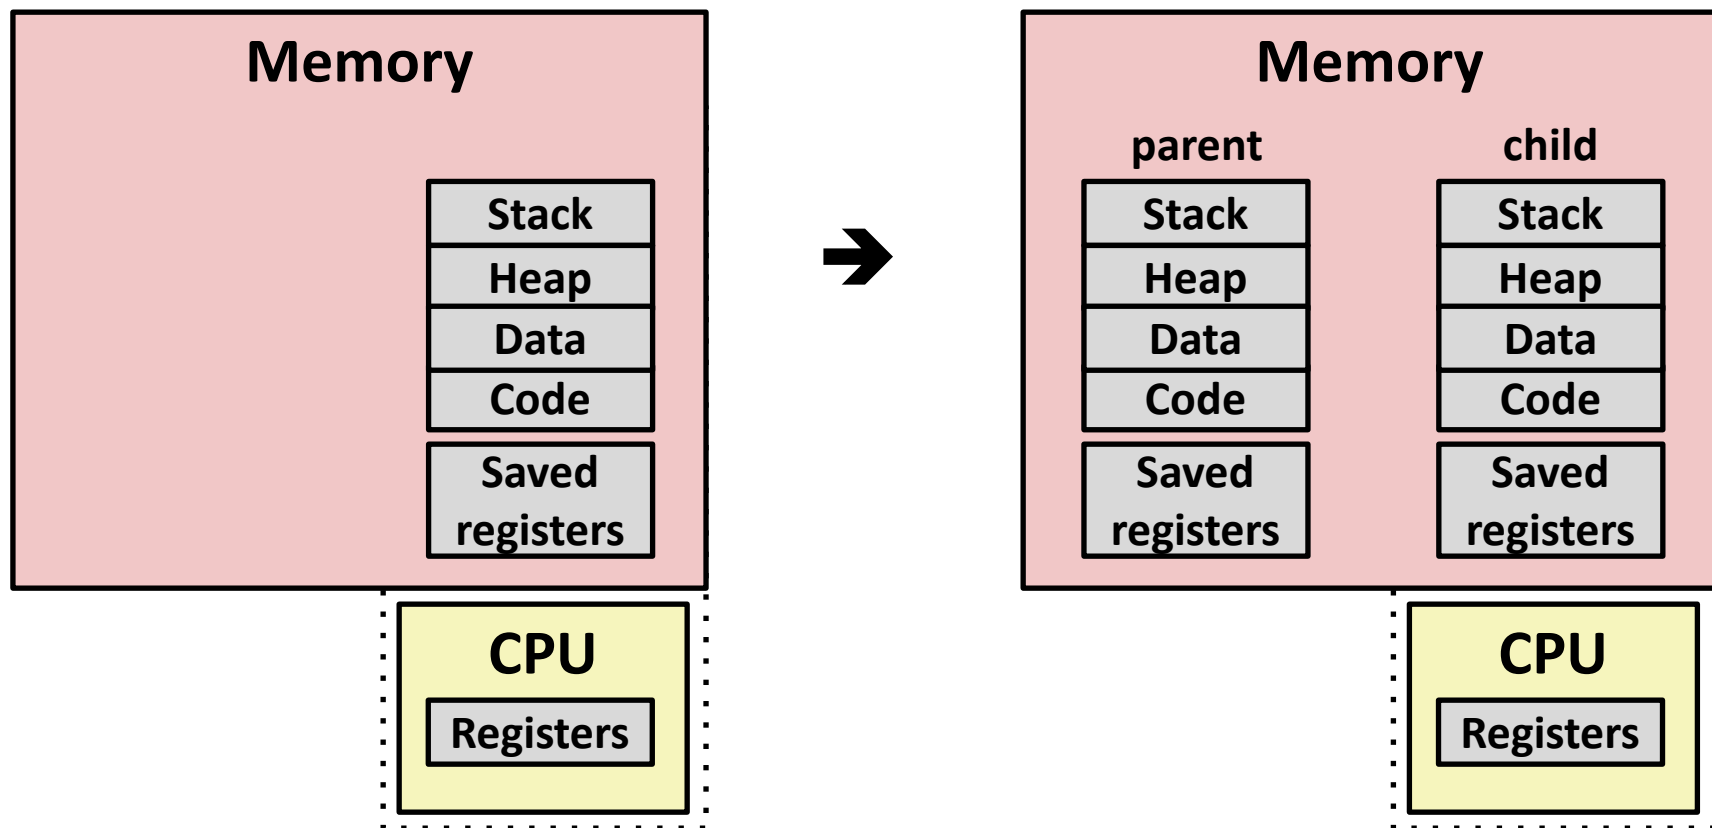 Memory
Stack
Heap
Data
Code
Saved
registers
CPU
Registers
Memory
parent
child
Stack
Stack
Heap
Heap
Data
Data
Code
Code
Saved
registers
Saved
registers
CPU
Registers